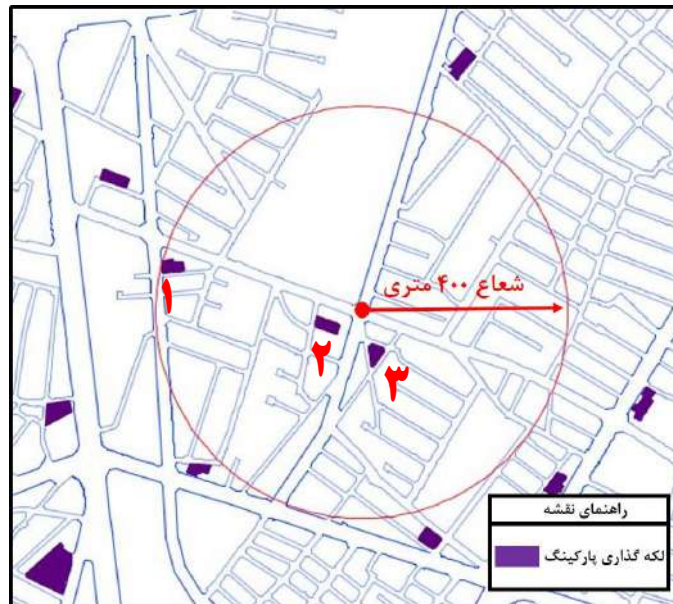 شعاع ۴۰۰ متری
۱
۲
۳
راهنمای نقشه
لکه گذاری پارکینگ